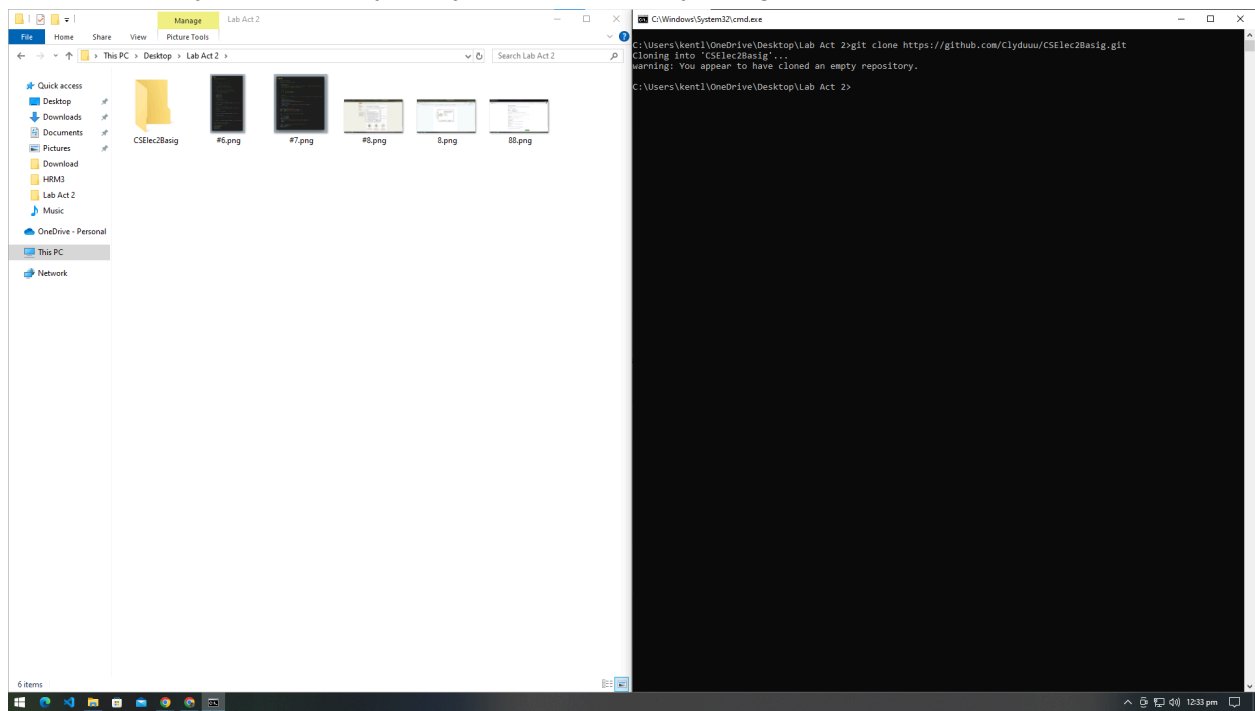 Manage
Lab Act 2
File Home Share View Picture Tools
This PC > Desktop > Lab Act 2 >
Search Lab Act 2
Quick access
Desktop
Downloads
Documents
Pictures
Download
HRM3
Lab Act 2
Music
OneDrive - Personal
This PC
Network
CSElec2Basig
#6.png
#7.png
#8.png
8.png
88.png
6 items
C:\Windows\System32\cmd.exe
C:\Users\kentl\OneDrive\Desktop\Lab Act 2>git clone https://github.com/Clyduuu/CSElec2Basig.git
Cloning into 'CSElec2Basig'...
warning: You appear to have cloned an empty repository.
C:\Users\kentl\OneDrive\Desktop\Lab Act 2>
12:33 pm